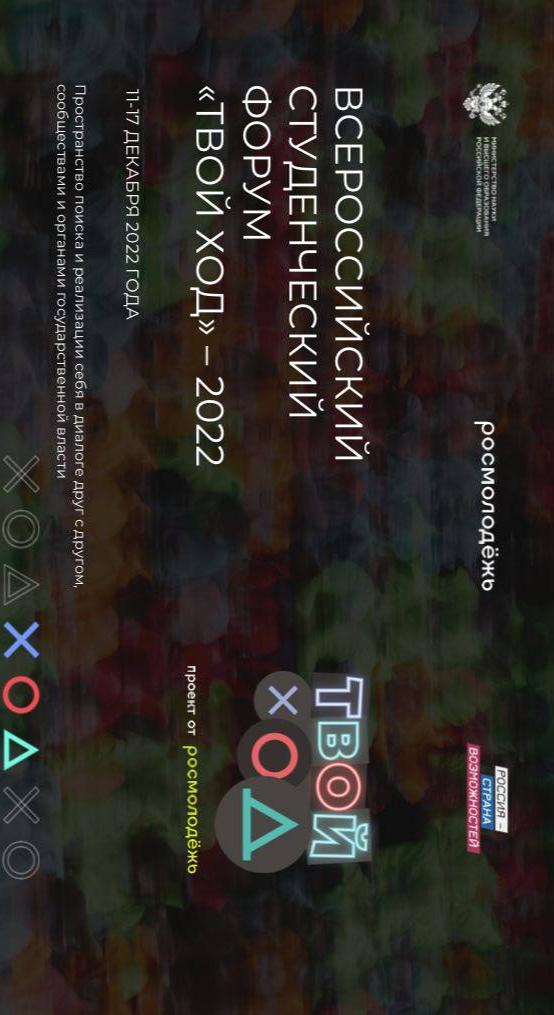 МИНИСТЕРСТВО НАУКИ
И ВЫСШЕГО ОБРАЗОВАНИЯ
РОССИЙСКОЙ ФЕДЕРАЦИИ
росмолодёжь
РОССИЯ –
СТРАНА
ВОЗМОЖНОСТЕЙ
ВСЕРОССИЙСКИЙ
СТУДЕНЧЕСКИЙ
ФОРУМ
«ТВОЙ ХОД» – 2022
ТВОЙ
ХОД
проект от росмолодёжь
11-17 ДЕКАБРЯ 2022 ГОДА
Пространство поиска и реализации себя в диалоге друг с другом,
сообществами и органами государственной власти